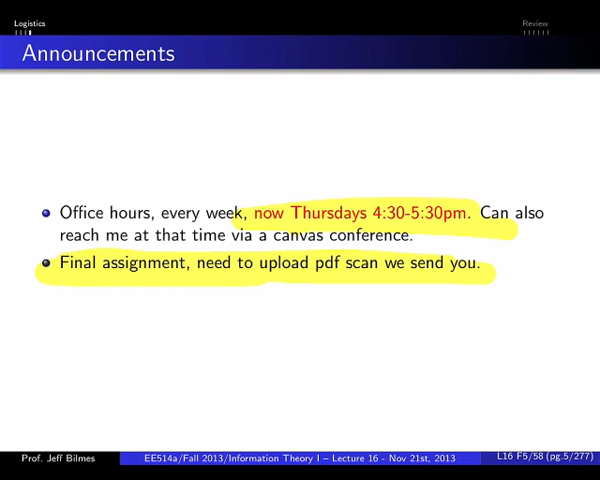 Logistics
Review
Announcements
Office hours, every week, now Thursdays 4:30-5:30pm. Can also
reach me at that time via a canvas conference.
Final assignment, need to upload pdf scan we send you.
Prof. Jeff Bilmes
EE514a/Fall 2013/Information Theory I – Lecture 16 - Nov 21st, 2013
L16 F5/58 (pg.5/277)